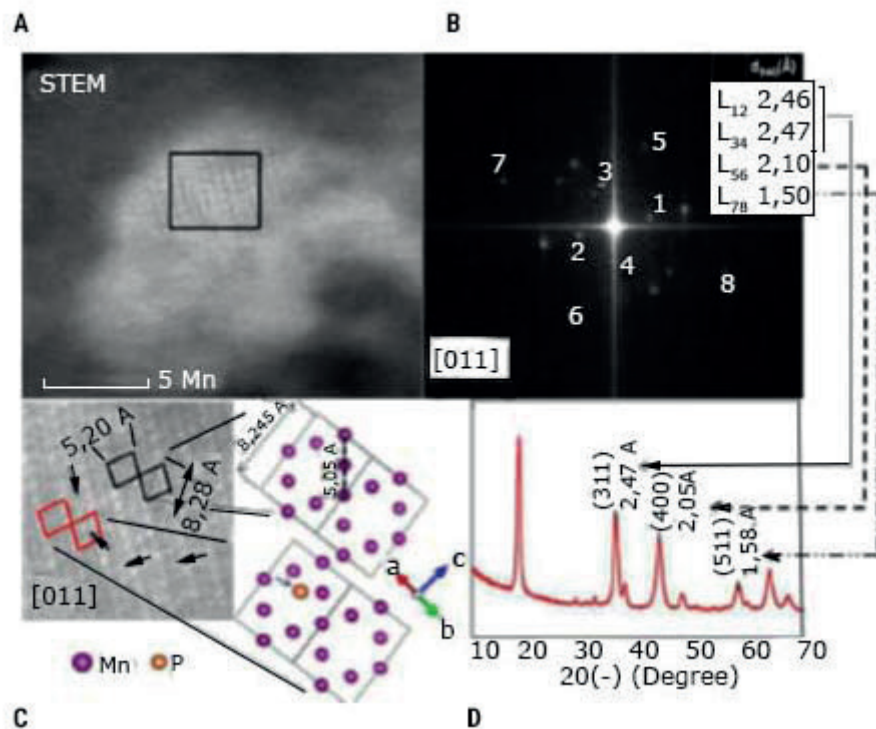 A
B
STEM
5 Mn
d_hkl(Å)
L12 2,46
L34 2,47
L56 2,10
L78 1,50
7
5
3
1
2
4
8
6
[011]
5,20 A
8,28 A
[011]
8,245 A
5,05 A
a
c
b
Mn
P
(311)
2,47 A
(400)
2,05A
(511)
1,58 A
10 20 30 40 50 60 70
20(-) (Degree)
C
D